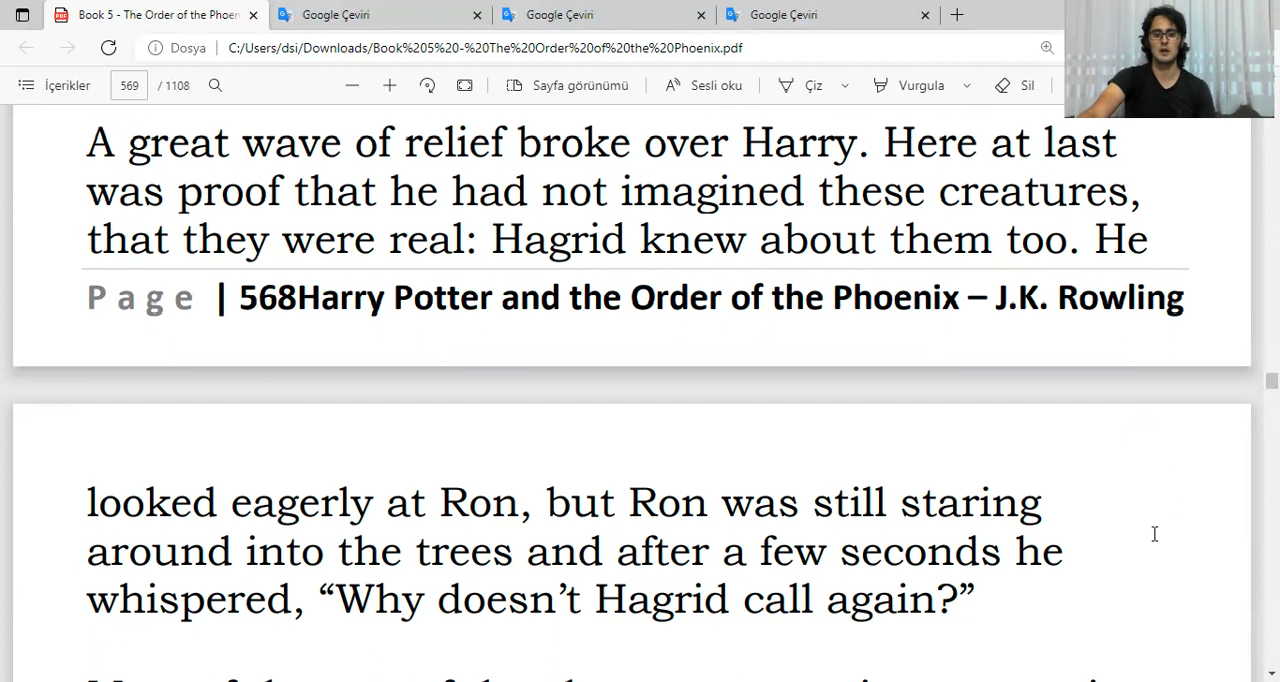 Book 5 - The Order of the Phoen
Google Çeviri
Google Çeviri
Google Çeviri
Dosya
C:/Users/dsi/Downloads/Book%205%20-%20The%20Order%20of%20the%20Phoenix.pdf
İçerikler
569
/ 1108
Sayfa görünümü
Sesli oku
Çiz
Vurgula
Sil
A great wave of relief broke over Harry. Here at last
was proof that he had not imagined these creatures,
that they were real: Hagrid knew about them too. He
Page | 568Harry Potter and the Order of the Phoenix – J.K. Rowling
looked eagerly at Ron, but Ron was still staring
around into the trees and after a few seconds he
whispered, “Why doesn’t Hagrid call again?”